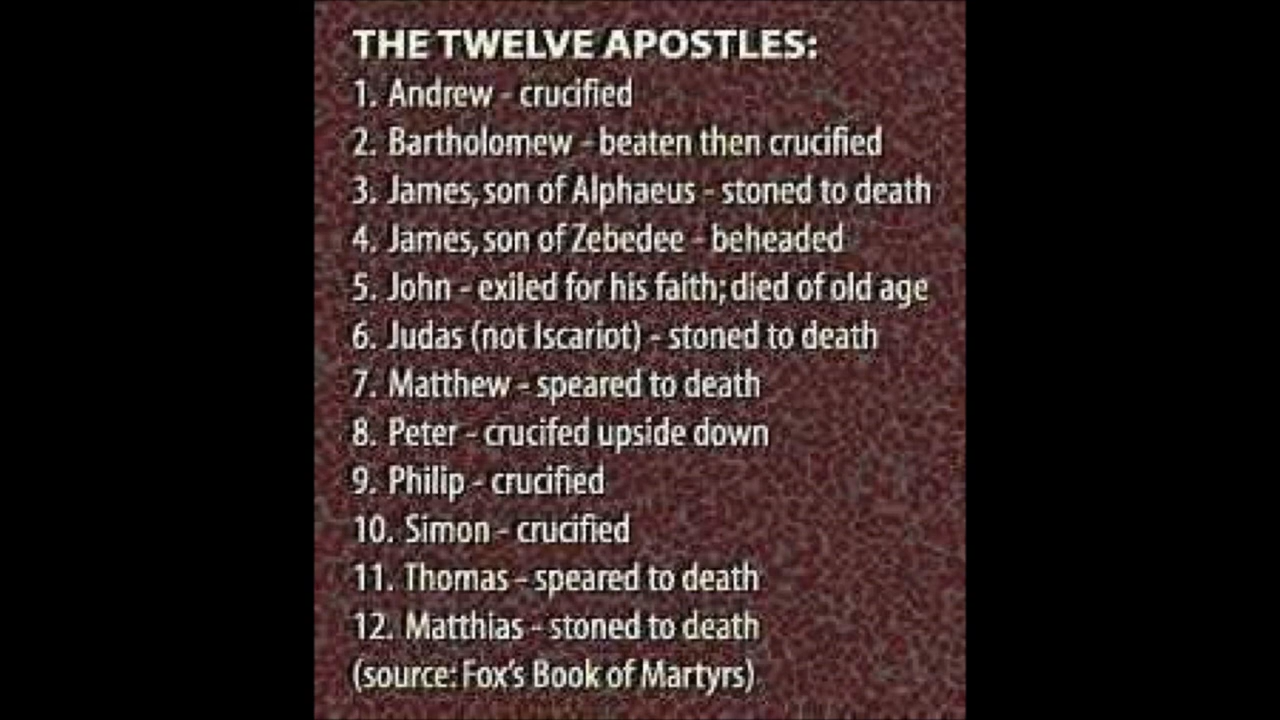 THE TWELVE APOSTLES:
1. Andrew - crucified
2. Bartholomew - beaten then crucified
3. James, son of Alphaeus - stoned to death
4. James, son of Zebedee - beheaded
5. John - exiled for his faith; died of old age
6. Judas (not Iscariot) - stoned to death
7. Matthew - speared to death
8. Peter - crucifed upside down
9. Philip - crucified
10. Simon - crucified
11. Thomas - speared to death
12. Matthias - stoned to death
(source: Fox's Book of Martyrs)